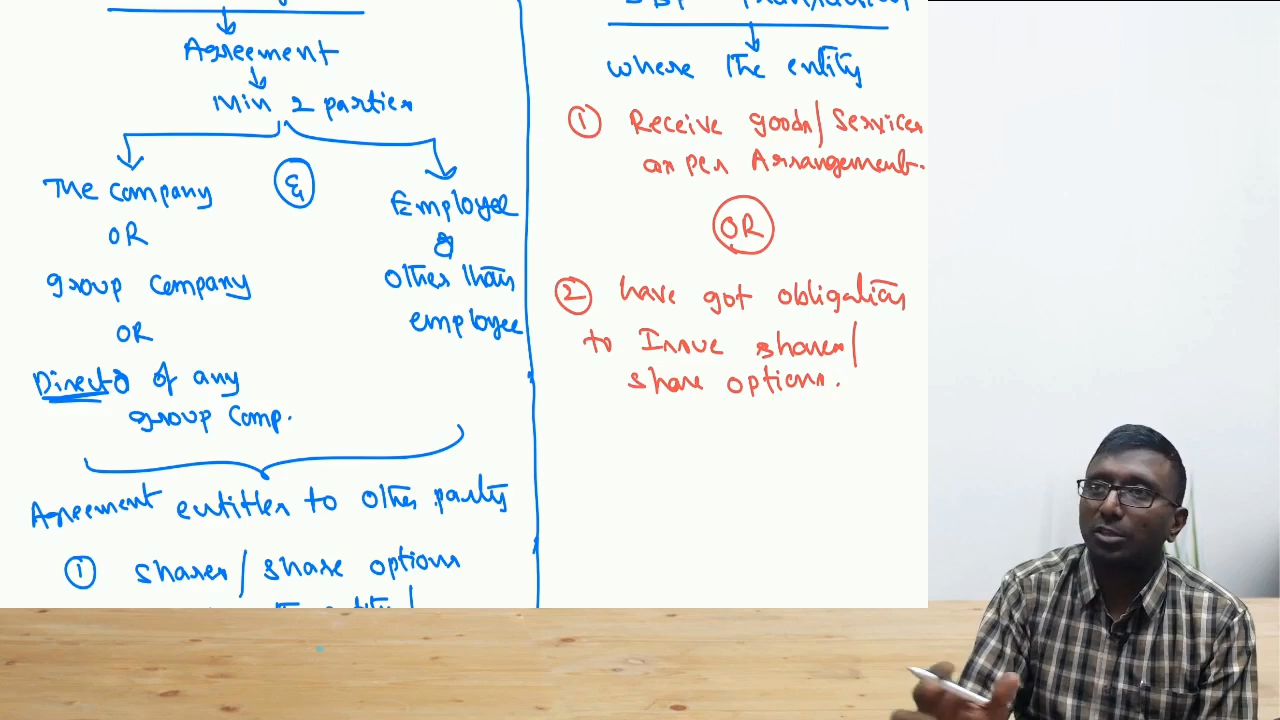 Agreement
Min 2 parties
The company
&
Employee
OR
or
group company
other than
employee
OR
Director of any
group comp.
Agreement entitles to other party
① shares/ share options
where the entity
① Receive goods/ Services
as per Arrangement.
OR
② have got obligation
to Issue shares/
share options.